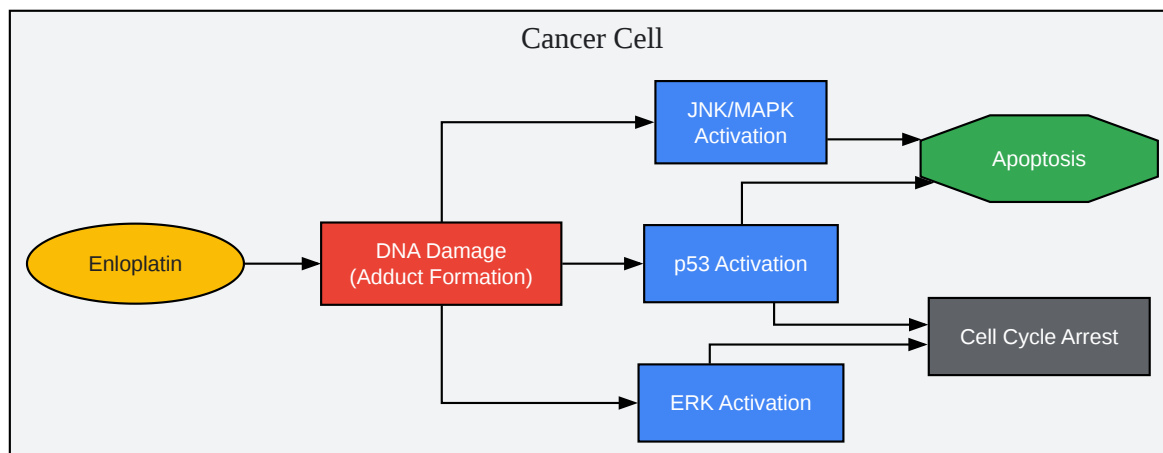 Cancer Cell
JNK/MAPK
Activation
Apoptosis
Enloplatin
DNA Damage
(Adduct Formation)
p53 Activation
Cell Cycle Arrest
ERK Activation